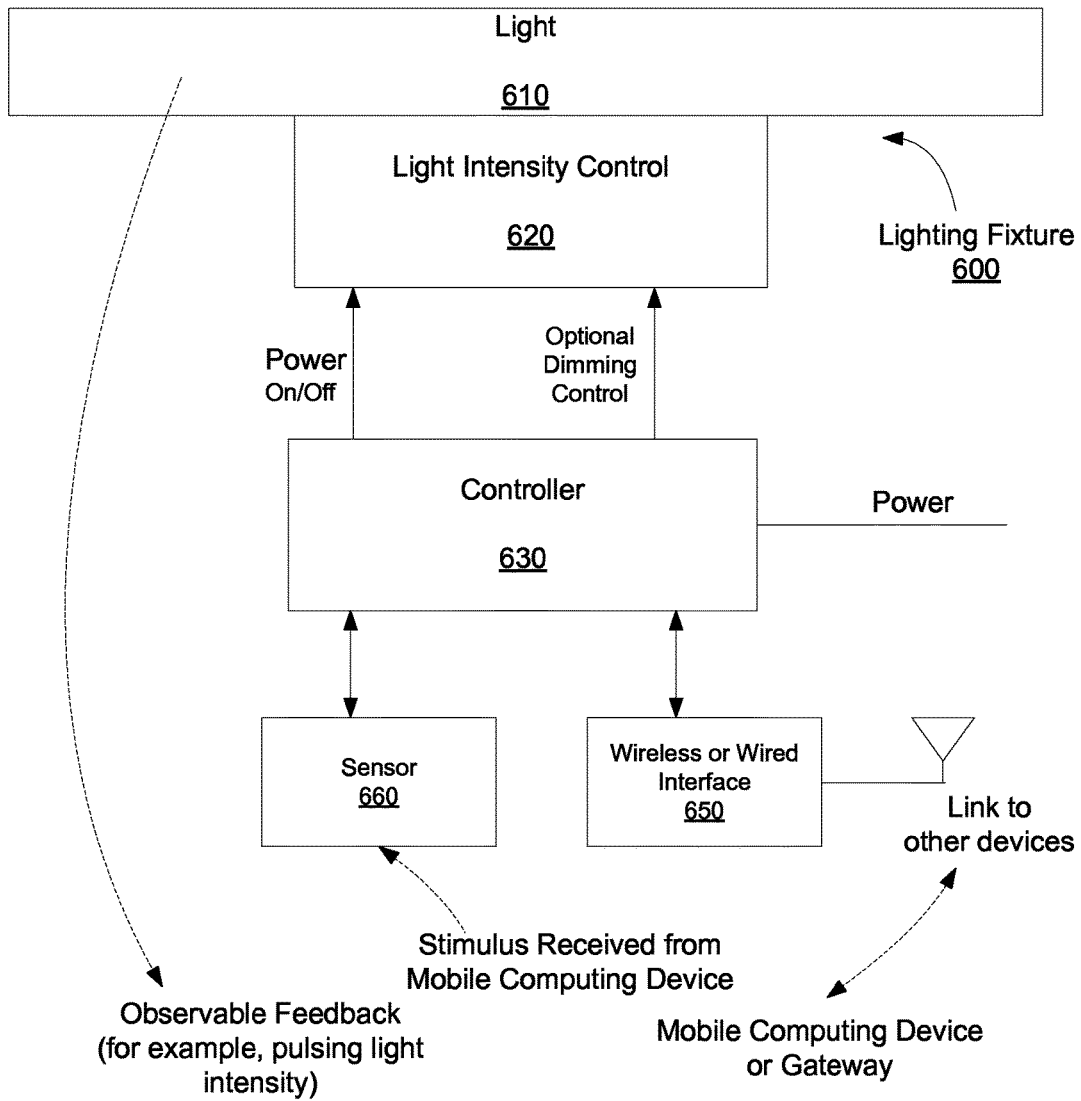 Light
610
Light Intensity Control
620
Lighting Fixture
600
Power
On/Off
Optional
Dimming
Control
Controller
630
Power
Sensor
660
Wireless or Wired
Interface
650
Link to
other devices
Stimulus Received from
Mobile Computing Device
Observable Feedback
(for example, pulsing light
intensity)
Mobile Computing Device
or Gateway